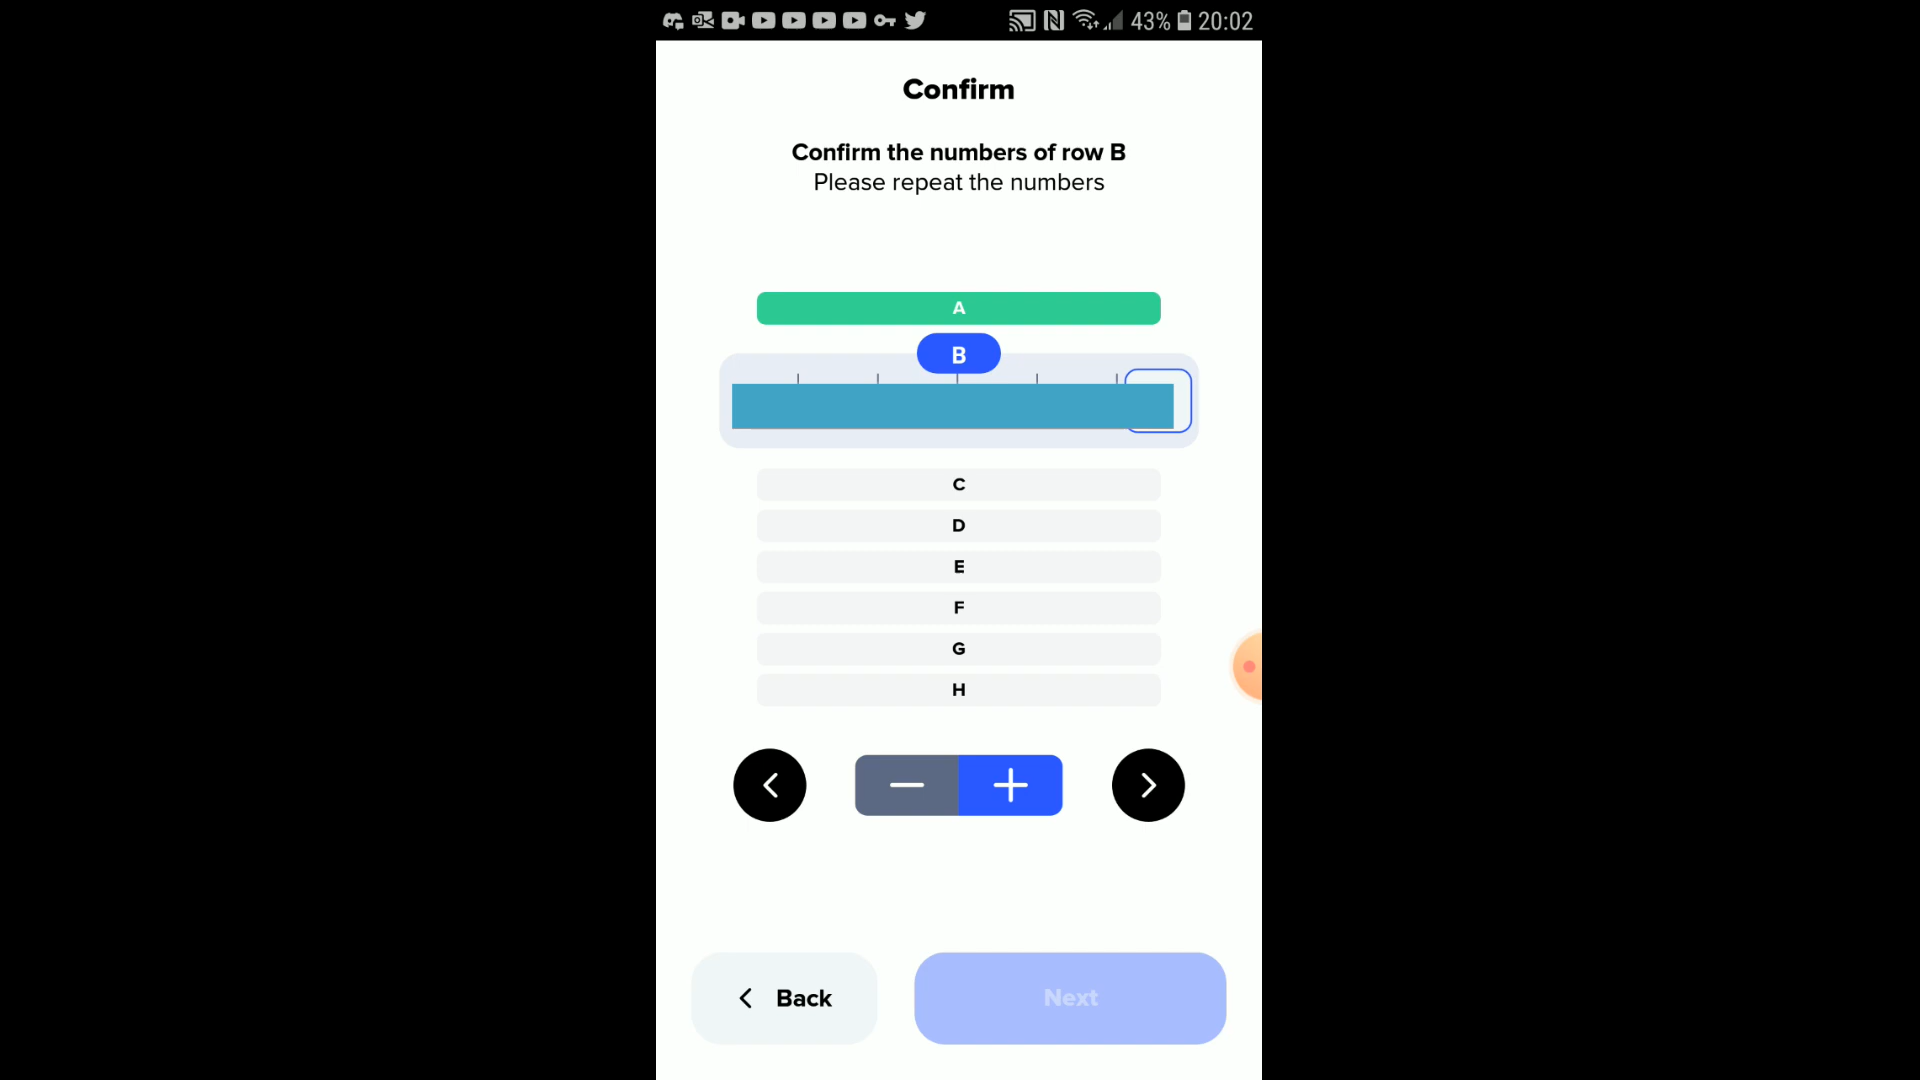 43% 20:02
Confirm
Confirm the numbers of row B
Please repeat the numbers
A
B
C
D
E
F
G
H
Back
Next